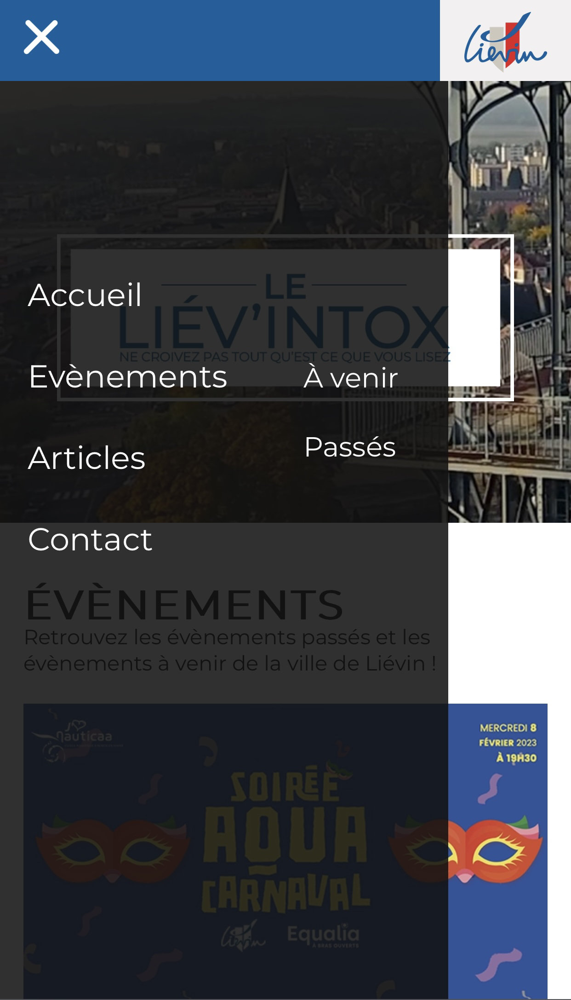 Liévin
LE
LIÉV’INTOX
NE CROIVEZ PAS TOUT QU’EST CE QUE VOUS LISEZ
Accueil
Evènements
À venir
Passés
Articles
Contact
ÉVÈNEMENTS
Retrouvez les évènements passés et les
évènements à venir de la ville de Liévin !
nauticaa
MERCREDI 8
FÉVRIER 2023
À 19H30
SOIRÉE
AQUA
CARNAVAL
Liévin
Equalia
À BRAS OUVERTS